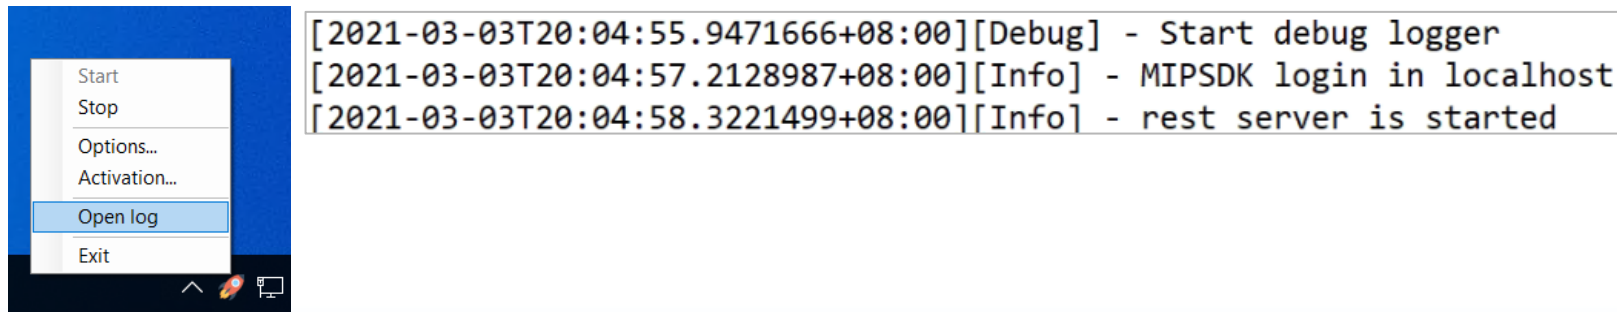 Start
Stop
Options...
Activation...
Open log
Exit
[2021-03-03T20:04:55.9471666+08:00][Debug] - Start debug logger
[2021-03-03T20:04:57.2128987+08:00][Info] - MIPSDK login in localhost
[2021-03-03T20:04:58.3221499+08:00][Info] - rest server is started